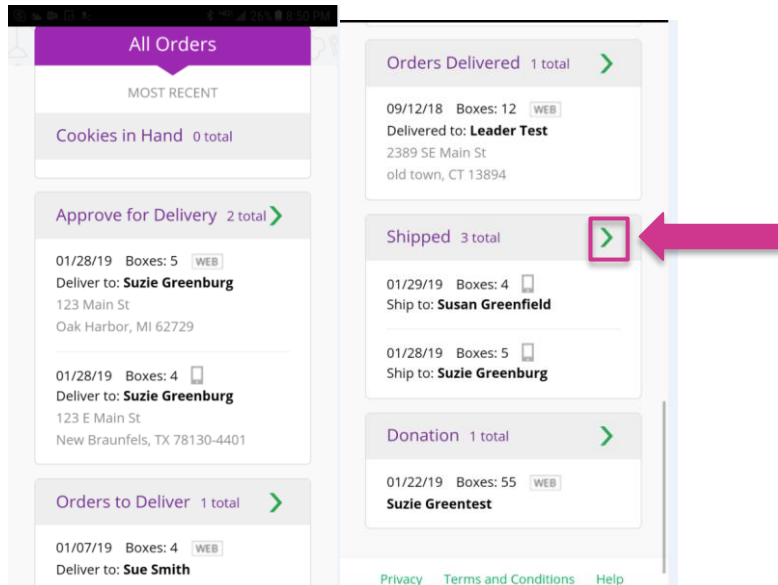 26% 8:50 PM
All Orders
MOST RECENT
Cookies in Hand 0 total
Approve for Delivery 2 total
01/28/19 Boxes: 5 WEB
Deliver to: Suzie Greenburg
123 Main St
Oak Harbor, MI 62729
01/28/19 Boxes: 4
Deliver to: Suzie Greenburg
123 E Main St
New Braunfels, TX 78130-4401
Orders to Deliver 1 total
01/07/19 Boxes: 4 WEB
Deliver to: Sue Smith
Orders Delivered 1 total
09/12/18 Boxes: 12 WEB
Delivered to: Leader Test
2389 SE Main St
old town, CT 13894
Shipped 3 total
01/29/19 Boxes: 4
Ship to: Susan Greenfield
01/28/19 Boxes: 5
Ship to: Suzie Greenburg
Donation 1 total
01/22/19 Boxes: 55 WEB
Suzie Greentest
Privacy Terms and Conditions Help